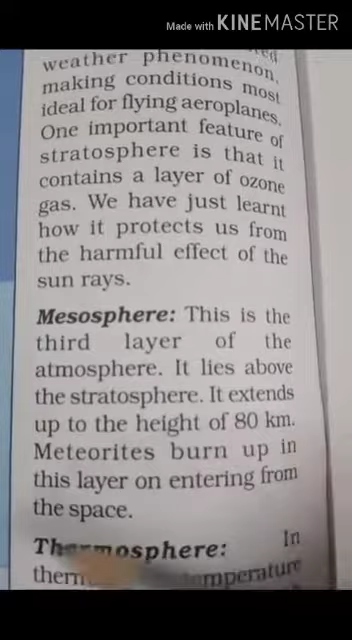 Made with KINEMASTER
weather phenomenon,
making conditions most
ideal for flying aeroplanes.
One important feature of
stratosphere is that it
contains a layer of ozone
gas. We have just learnt
how it protects us from
the harmful effect of the
sun rays.
Mesosphere: This is the
third layer of the
atmosphere. It lies above
the stratosphere. It extends
up to the height of 80 km.
Meteorites burn up in
this layer on entering from
the space.
Thermosphere: In